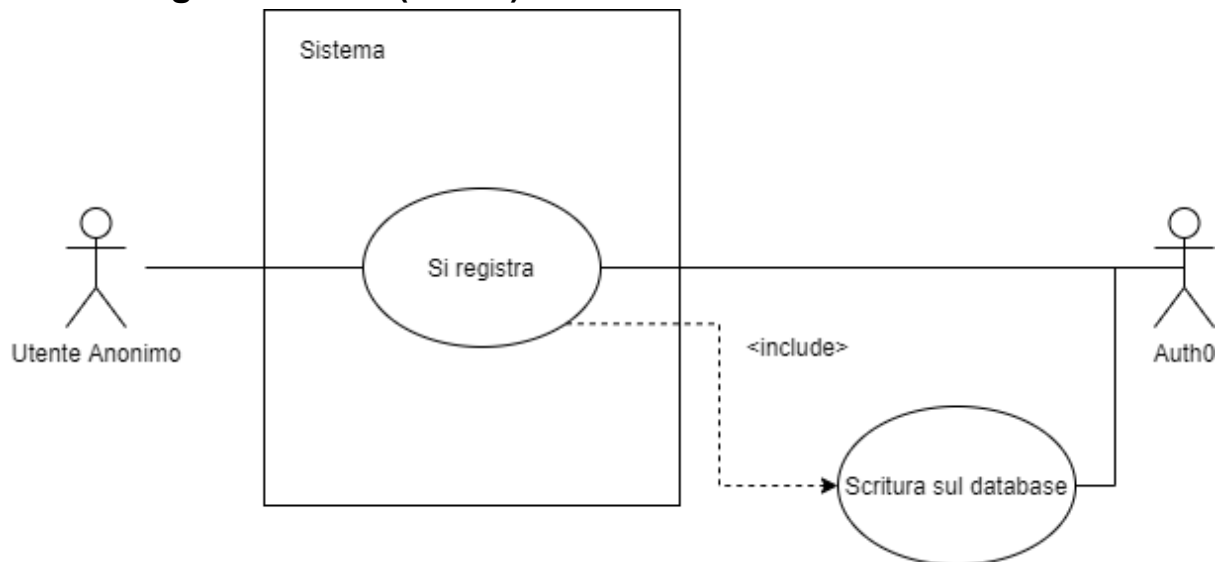 Sistema
Si registra
Utente Anonimo
<include>
Auth0
Scritura sul database